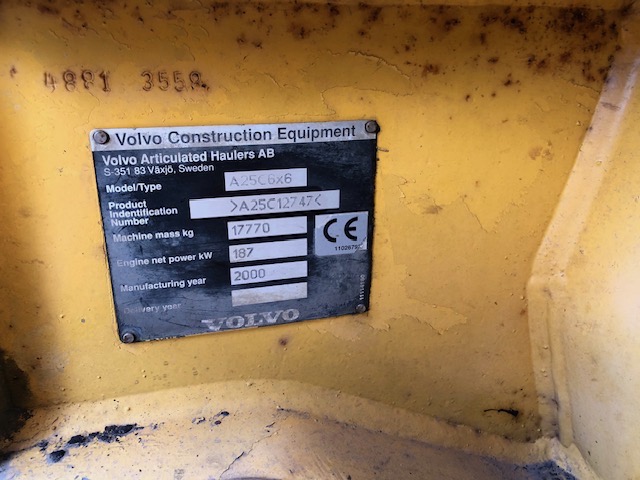 4891 3558
Volvo Construction Equipment
Volvo Articulated Haulers AB
S-351 83 Växjö, Sweden
Model/Type A25C6x6
Product
Indentification >A25C12747<
Number
Machine mass kg 17770
CE
Engine net power kW 187
Manufacturing year 2000
Delivery year
VOLVO